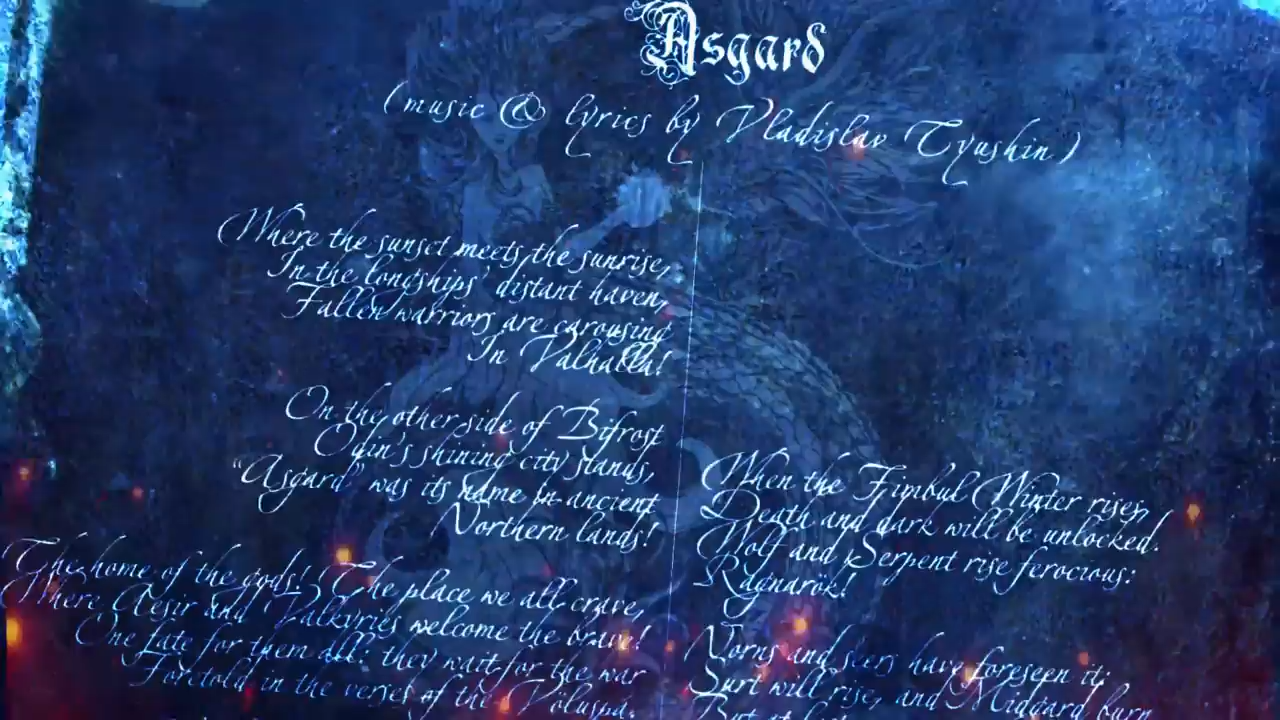 Asgard
(music & lyrics by Vladislav Tyushin)
Where the sunset meets the sunrise,
In the longships' distant haven,
Fallen warriors are carousing
In Valhalla!
On the other side of Bifrost
Odin's shining city stands,
"Asgard" was its name in ancient
Northern lands!
The home of the gods! The place we all crave,
Where Aesir and Valkyries welcome the brave!
One fate for them all: they wait for the war
Foretold in the verses of the Völuspa.
When the Fimbul Winter rises,
Death and dark will be unlocked.
Wolf and Serpent rise ferocious:
Ragnarök!
Norns and seers have foreseen it:
Surt will rise, and Midgard burn
But at